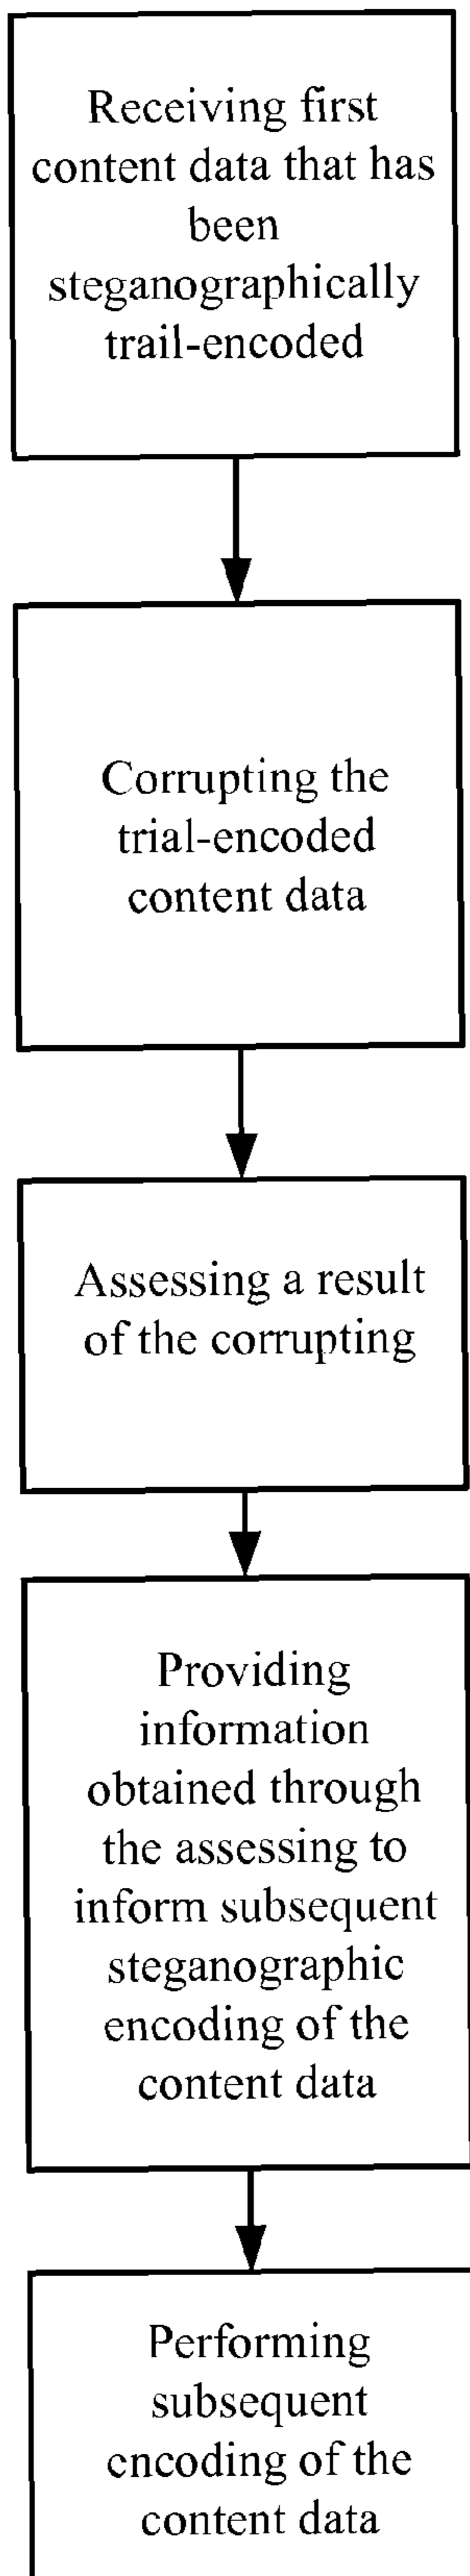 Receiving first
content data that has
been
steganographically
trail-encoded
Corrupting the
trial-encoded
content data
Assessing a result
of the corrupting
Providing
information
obtained through
the assessing to
inform subsequent
steganographic
encoding of the
content data
Performing
subsequent
encoding of the
content data